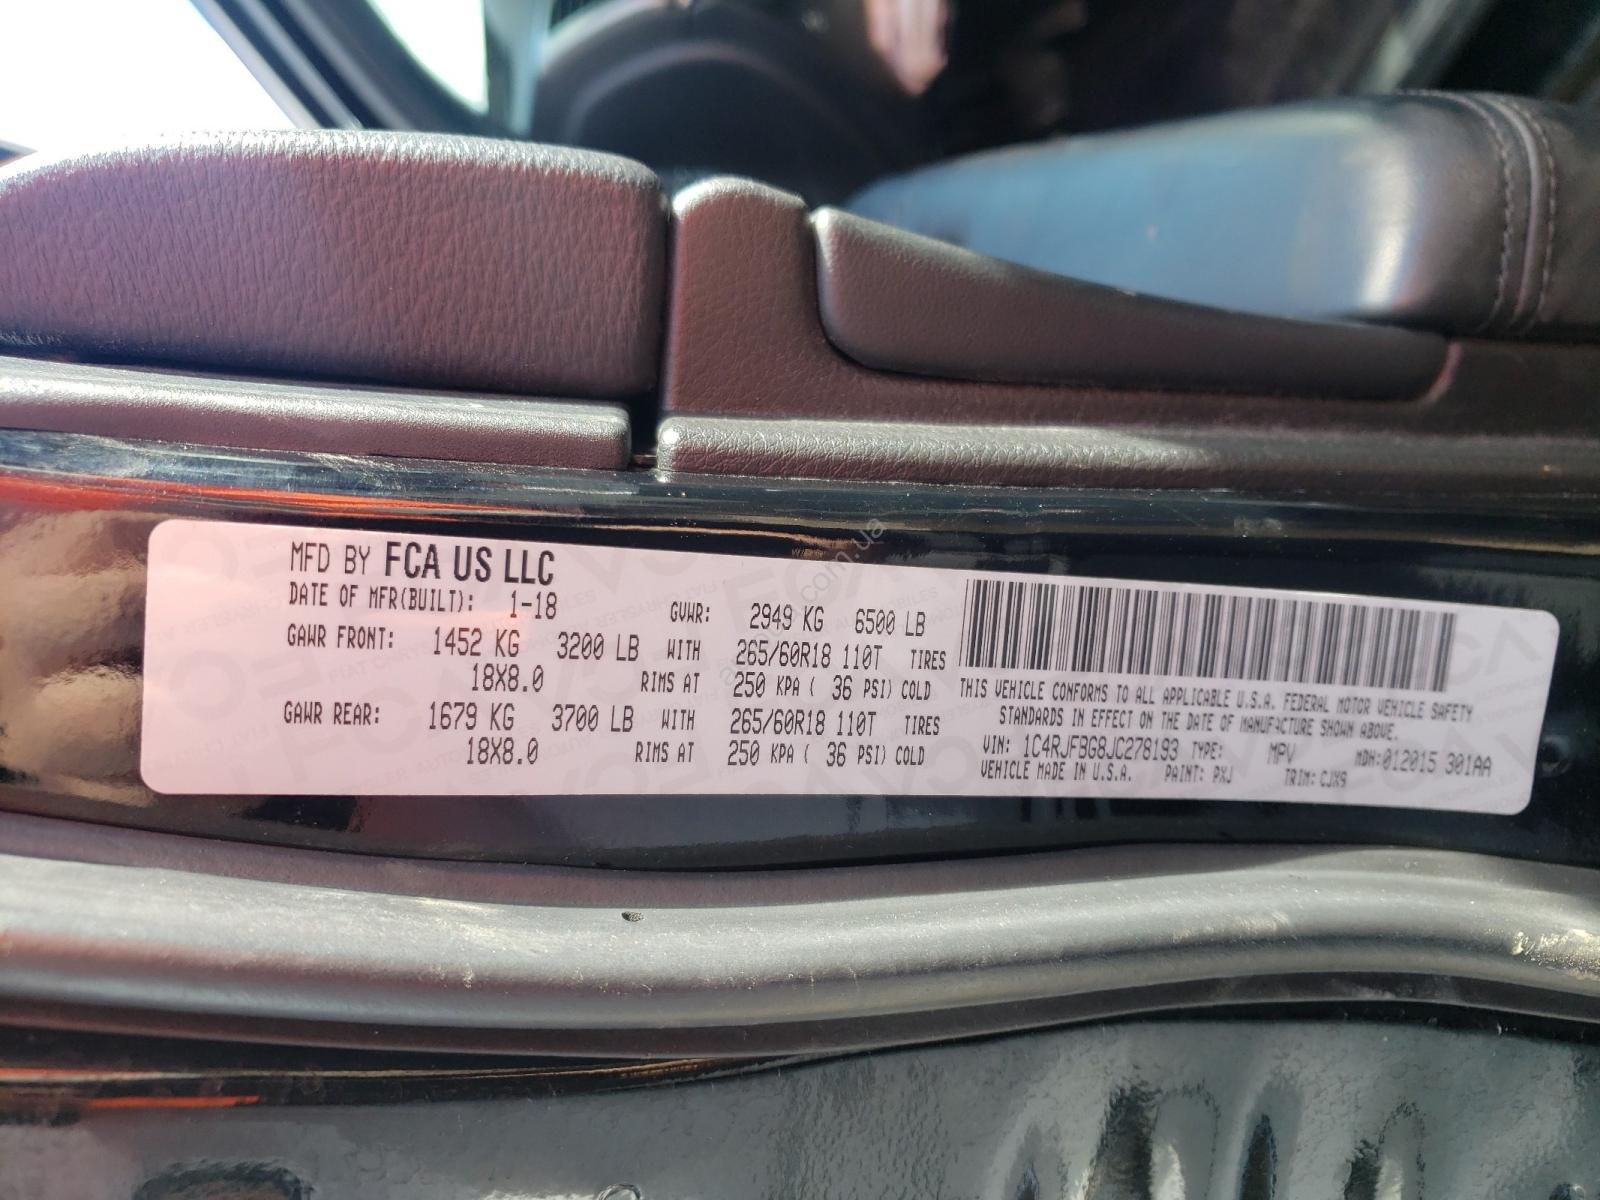 MFD BY FCA US LLC
DATE OF MFR(BUILT): 1-18 GVWR: 2949 KG 6500 LB
GAWR FRONT: 1452 KG 3200 LB WITH 265/60R18 110T TIRES
18X8.0 RIMS AT 250 KPA ( 36 PSI) COLD
GAWR REAR: 1679 KG 3700 LB WITH 265/60R18 110T TIRES
18X8.0 RIMS AT 250 KPA ( 36 PSI) COLD
THIS VEHICLE CONFORMS TO ALL APPLICABLE U.S.A. FEDERAL MOTOR VEHICLE SAFETY
STANDARDS IN EFFECT ON THE DATE OF MANUFACTURE SHOWN ABOVE.
VIN: 1C4RJFBG8JC278193 TYPE: MPV MDH:012015 301AA
VEHICLE MADE IN U.S.A. PAINT: PXJ TRIM: CJX9